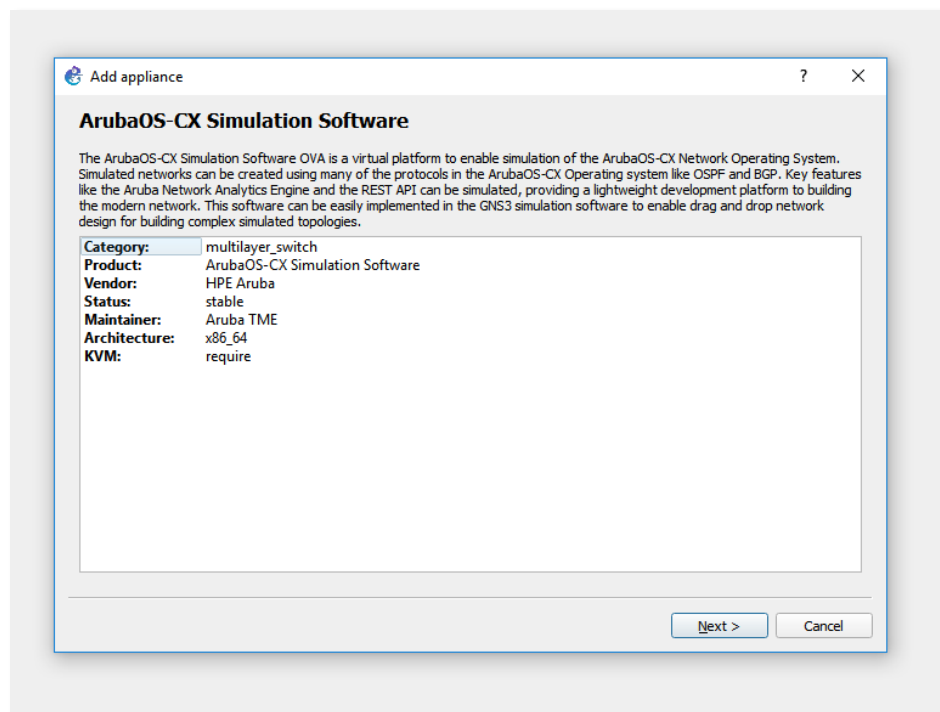 Add appliance
?
ArubaOS-CX Simulation Software
The ArubaOS-CX Simulation Software OVA is a virtual platform to enable simulation of the ArubaOS-CX Network Operating System.
Simulated networks can be created using many of the protocols in the ArubaOS-CX Operating system like OSPF and BGP. Key features
like the Aruba Network Analytics Engine and the REST API can be simulated, providing a lightweight development platform to building
the modern network. This software can be easily implemented in the GNS3 simulation software to enable drag and drop network
design for building complex simulated topologies.
Category: multilayer_switch
Product: ArubaOS-CX Simulation Software
Vendor: HPE Aruba
Status: stable
Maintainer: Aruba TME
Architecture: x86_64
KVM: require
Next > Cancel